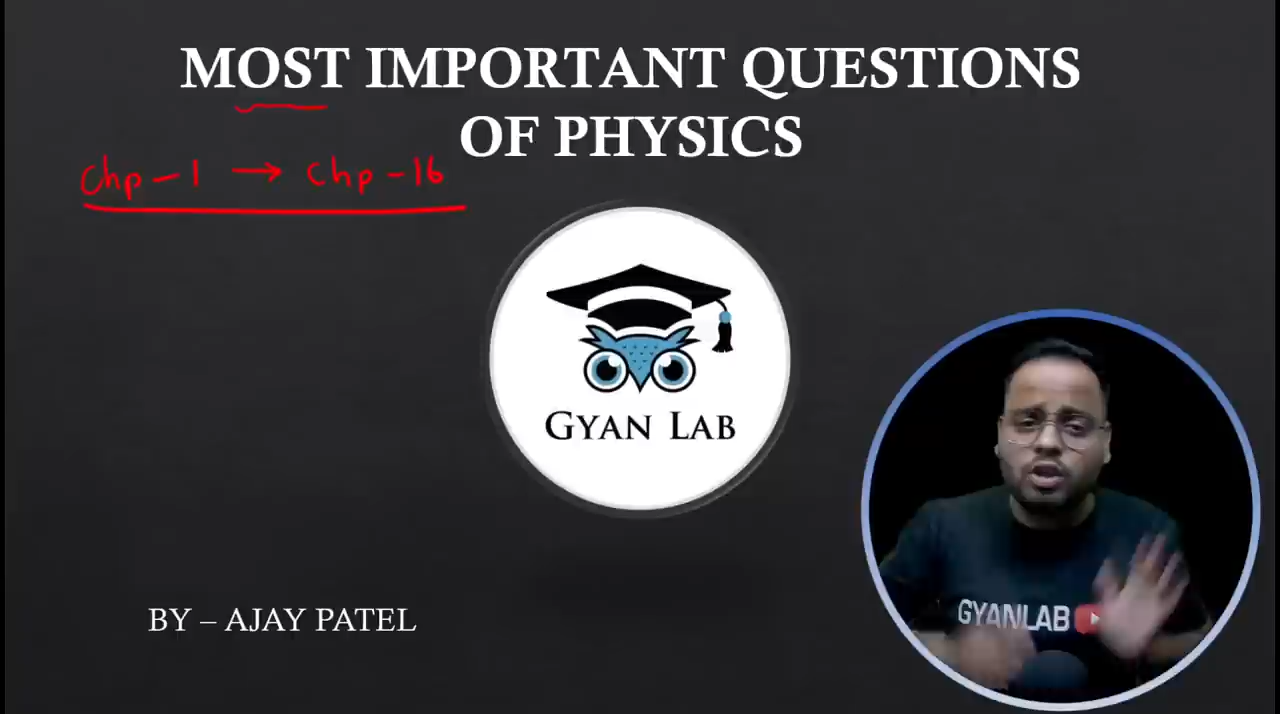 MOST IMPORTANT QUESTIONS
OF PHYSICS
Chp - 1 → Chp - 16
GYAN LAB
GYANLAB
BY – AJAY PATEL